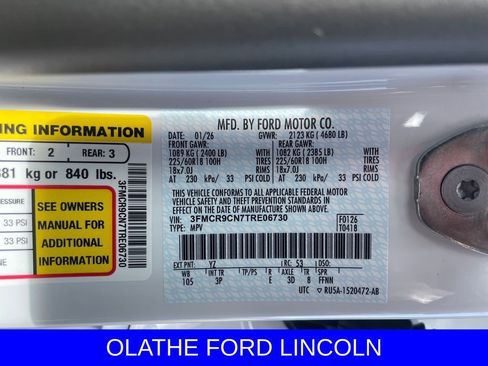 MFD. BY FORD MOTOR CO.
DATE: 01/26 GVWR: 2123 KG ( 4680 LB)
FRONT GAWR: REAR GAWR:
1089 KG ( 2400 LB) WITH 1082 KG ( 2385 LB) WITH
225/60R18 100H TIRES 225/60R18 100H TIRES
18x7.0J RIMS 18x7.0J RIMS
AT 230 kPa/ 33 PSI COLD AT 230 kPa/ 33 PSI COLD
THIS VEHICLE CONFORMS TO ALL APPLICABLE FEDERAL MOTOR
VEHICLE SAFETY AND THEFT PREVENTION STANDARDS IN EFFECT
ON THE DATE OF MANUFACTURE SHOWN ABOVE.
VIN: 3FMCR9CN7TRE06730 F0126
TYPE: MPV T0418
EXT PNT: YZ RC: 53 DSO:
WB INT TR TP/PS R AXLE TR SPR
105 3P E 3D B FFNN
UTC RU5A-1520472-AB
ING INFORMATION
FRONT: 2 REAR: 3
381 kg or 840 lbs.
PRESSURE
33 PSI
33 PSI
SEE OWNERS
MANUAL FOR
ADDITIONAL
INFORMATION
3FMCR9CN7TRE06730
OLATHE FORD LINCOLN